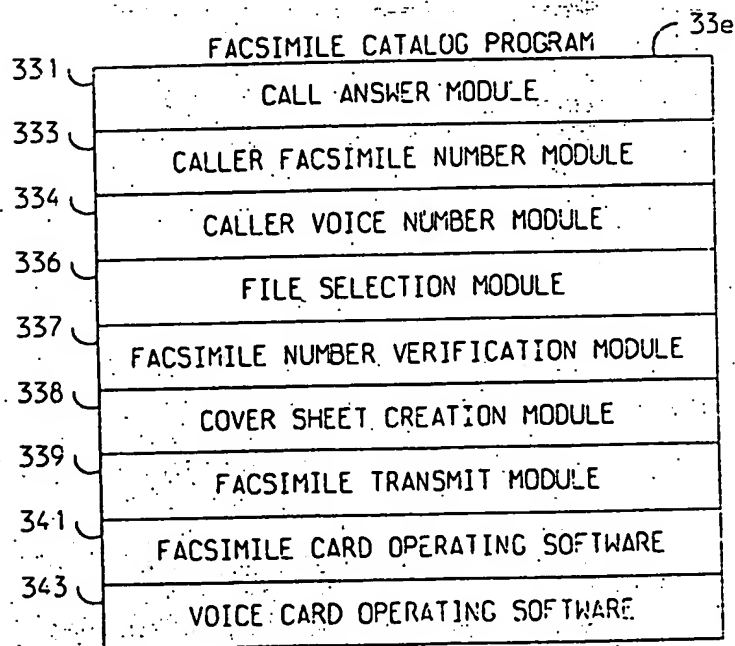 33e
FACSIMILE CATALOG PROGRAM
331 CALL ANSWER MODULE
333 CALLER FACSIMILE NUMBER MODULE
334 CALLER VOICE NUMBER MODULE
336 FILE SELECTION MODULE
337 FACSIMILE NUMBER VERIFICATION MODULE
338 COVER SHEET CREATION MODULE
339 FACSIMILE TRANSMIT MODULE
341 FACSIMILE CARD OPERATING SOFTWARE
343 VOICE CARD OPERATING SOFTWARE